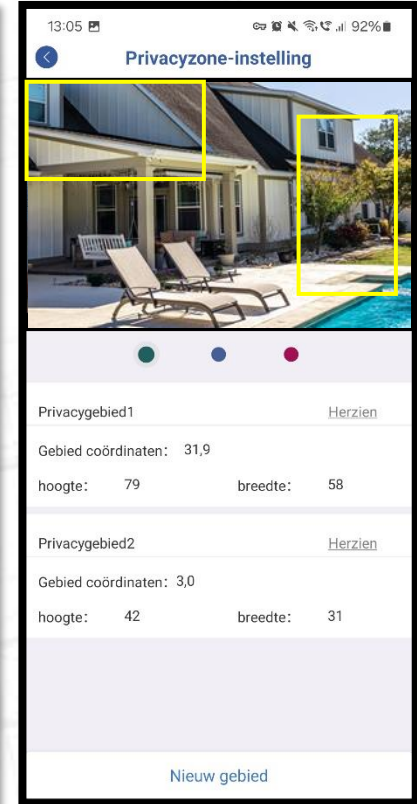 13:05 92%
Privacyzone-instelling
Privacygebied1 Herzien
Gebied coördinaten: 31,9
hoogte: 79 breedte: 58
Privacygebied2 Herzien
Gebied coördinaten: 3,0
hoogte: 42 breedte: 31
Nieuw gebied